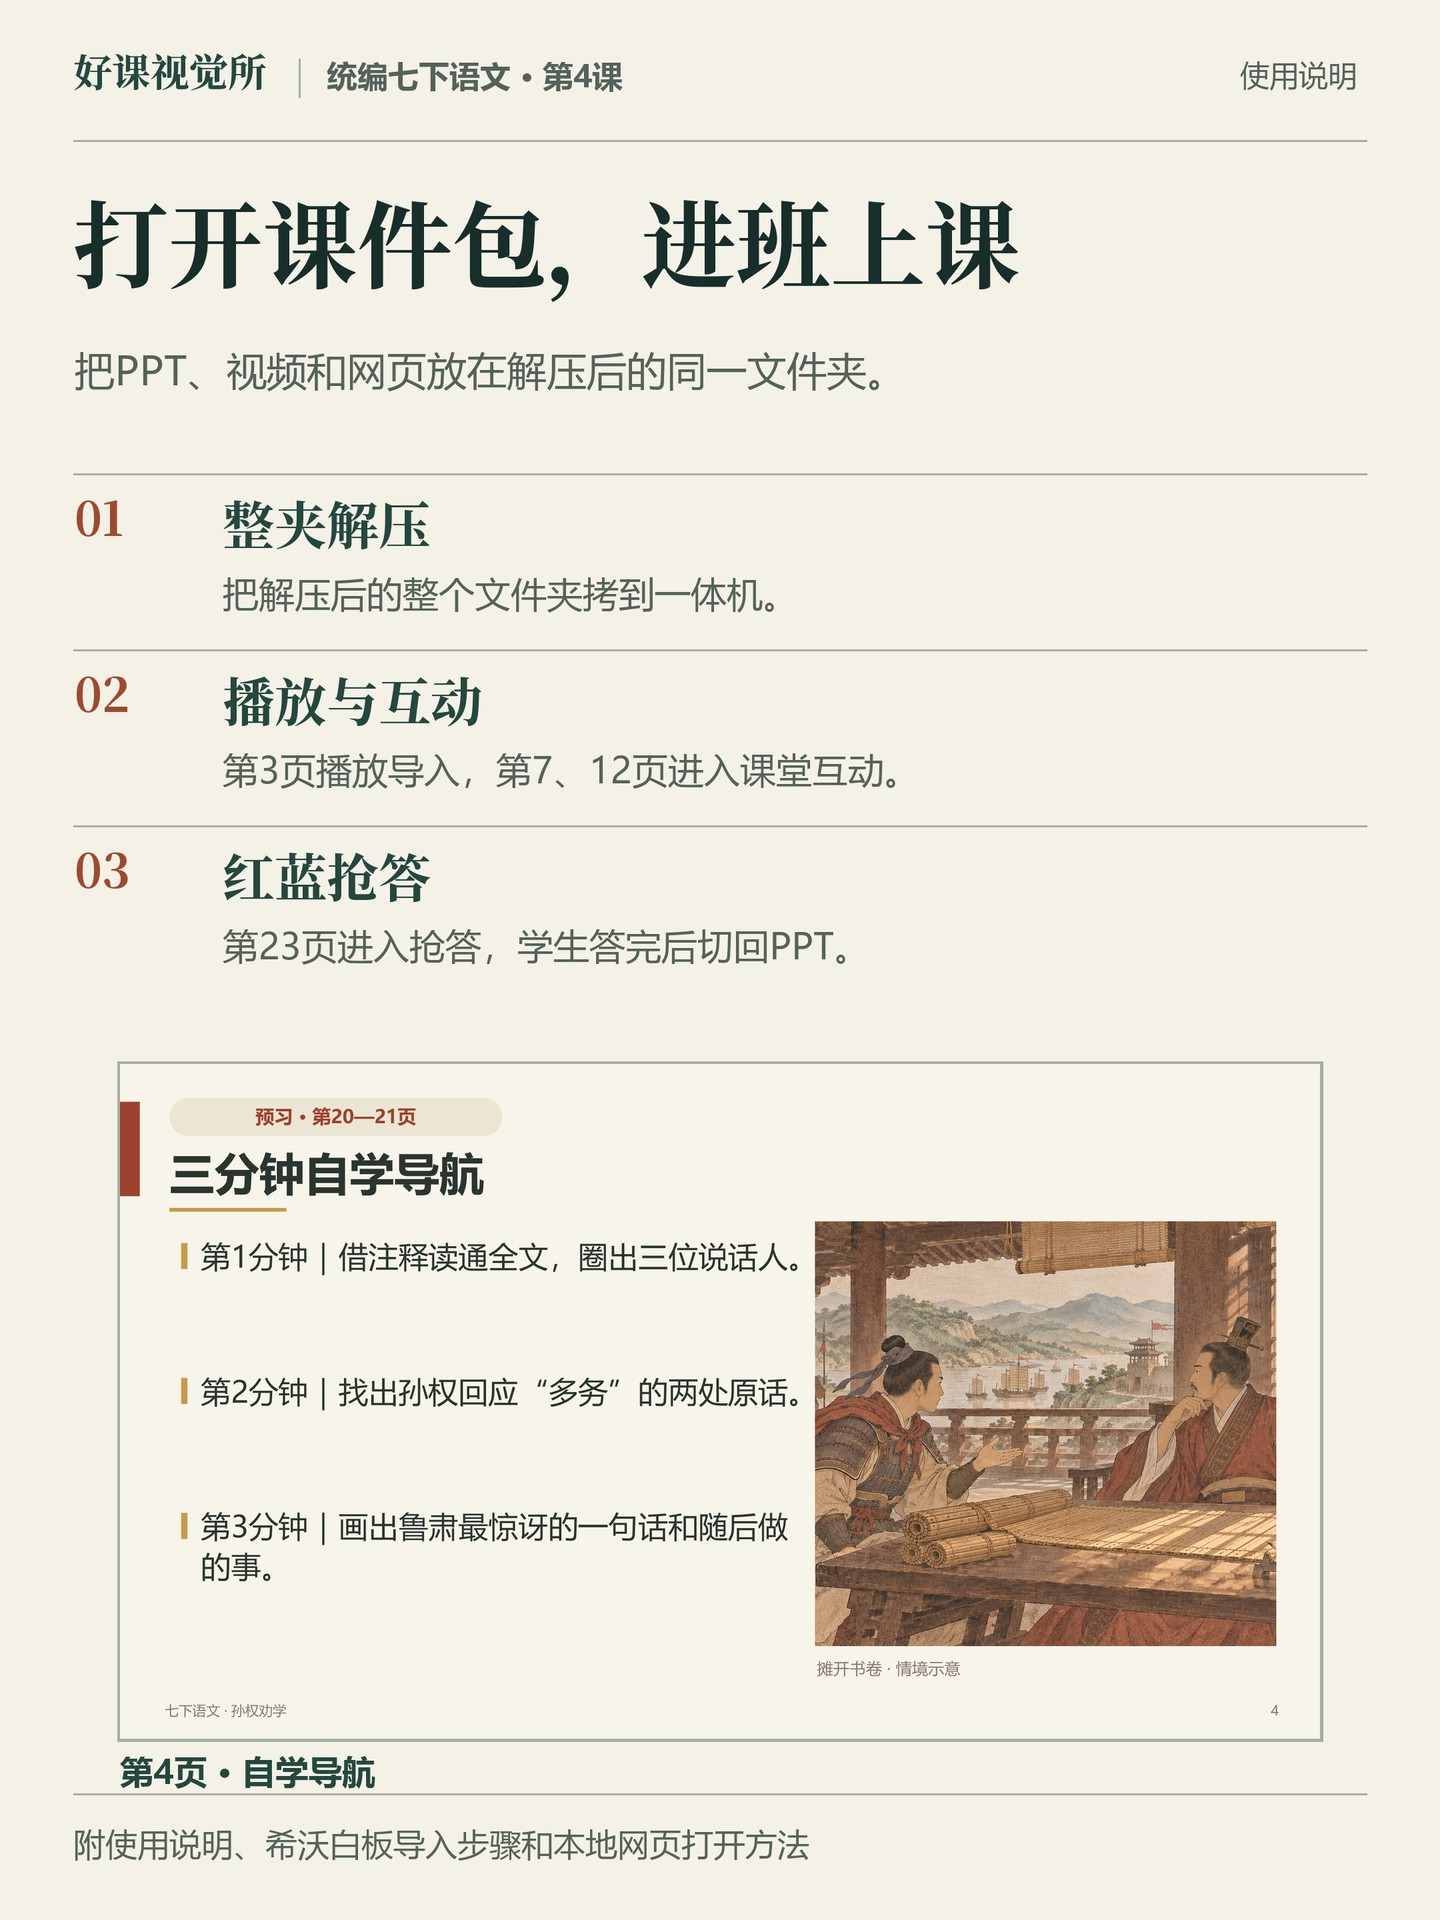 好课视觉所 | 统编七下语文·第4课
使用说明
打开课件包，进班上课
把PPT、视频和网页放在解压后的同一文件夹。
01 整夹解压
把解压后的整个文件夹拷到一体机。
02 播放与互动
第3页播放导入，第7、12页进入课堂互动。
03 红蓝抢答
第23页进入抢答，学生答完后切回PPT。
预习·第20—21页
三分钟自学导航
第1分钟｜借注释读通全文，圈出三位说话人。
第2分钟｜找出孙权回应“多务”的两处原话。
第3分钟｜画出鲁肃最惊讶的一句话和随后做
的事。
摊开书卷·情境示意
七下语文·孙权劝学
4
第4页·自学导航
附使用说明、希沃白板导入步骤和本地网页打开方法